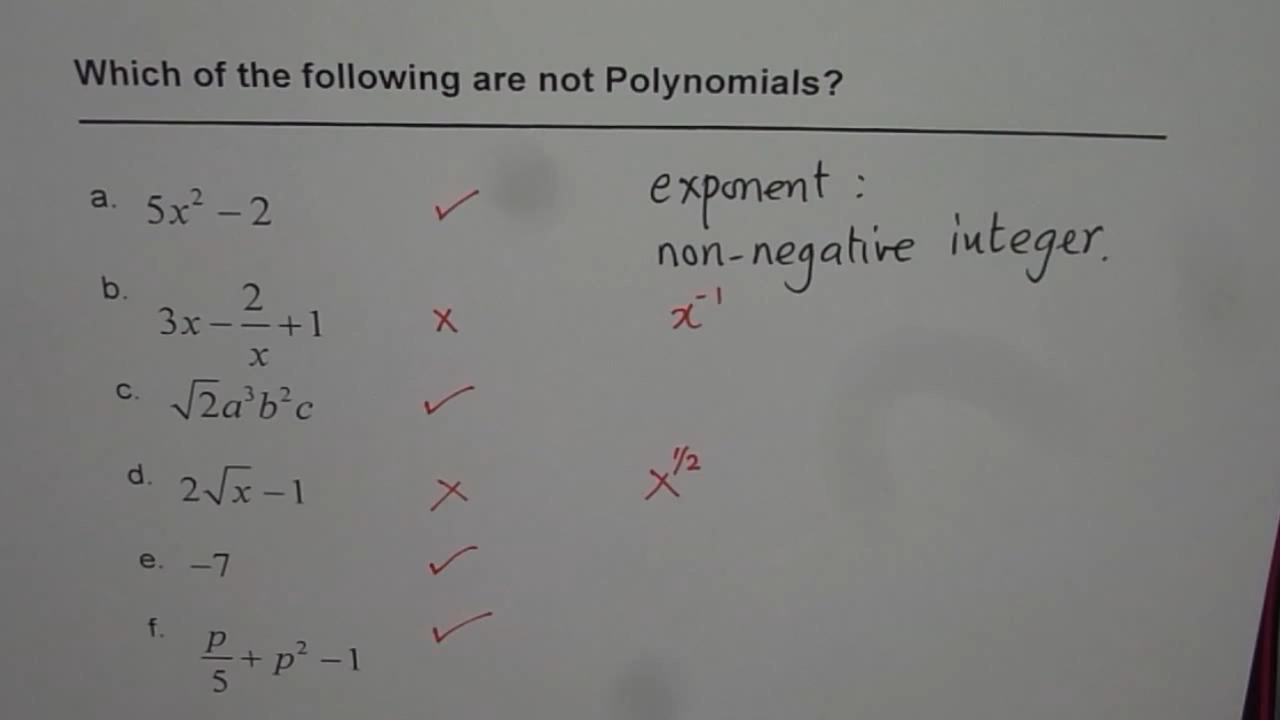 Which of the following are not Polynomials?
a. 5x² – 2 ✓
exponent :
non-negative integer.
b. 3x – 2/x + 1 ×
x⁻¹
c. √2a³b²c ✓
d. 2√x – 1 × x^1/2
e. –7 ✓
f. p/5 + p² – 1 ✓